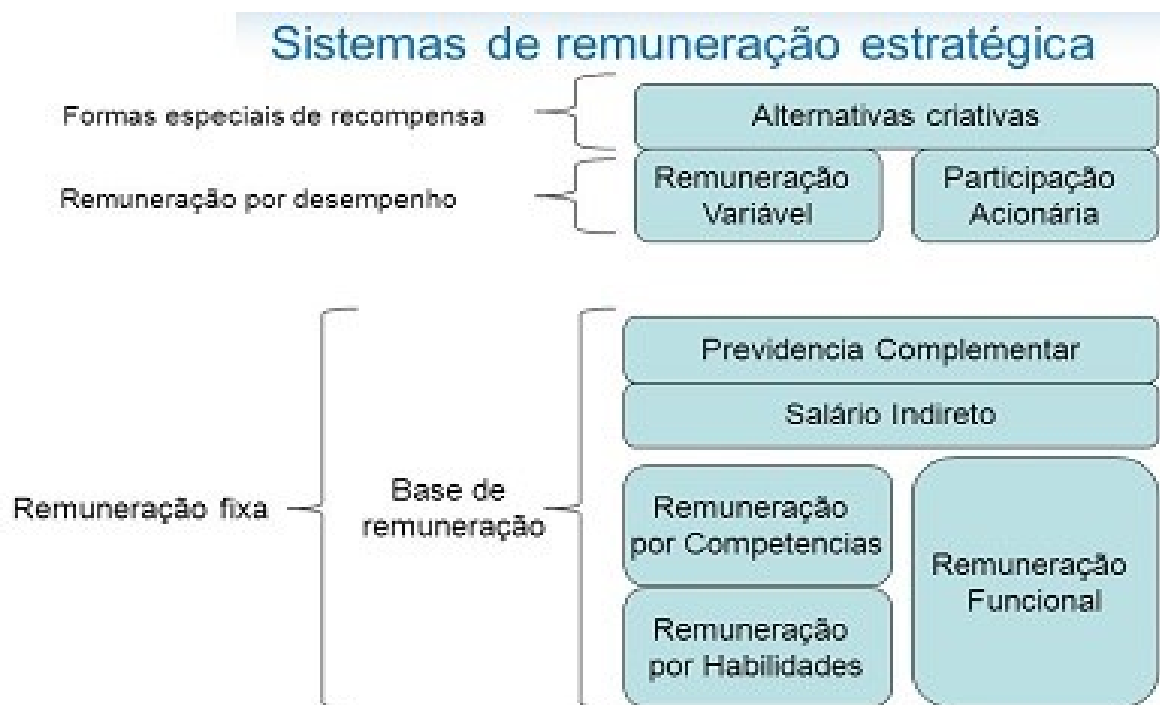 Sistemas de remuneração estratégica
Formas especiais de recompensa
Alternativas criativas
Remuneração por desempenho
Remuneração
Variável
Participação
Acionária
Remuneração fixa
Base de
remuneração
Previdencia Complementar
Salário Indireto
Remuneração
por Competencias
Remuneração
por Habilidades
Remuneração
Funcional